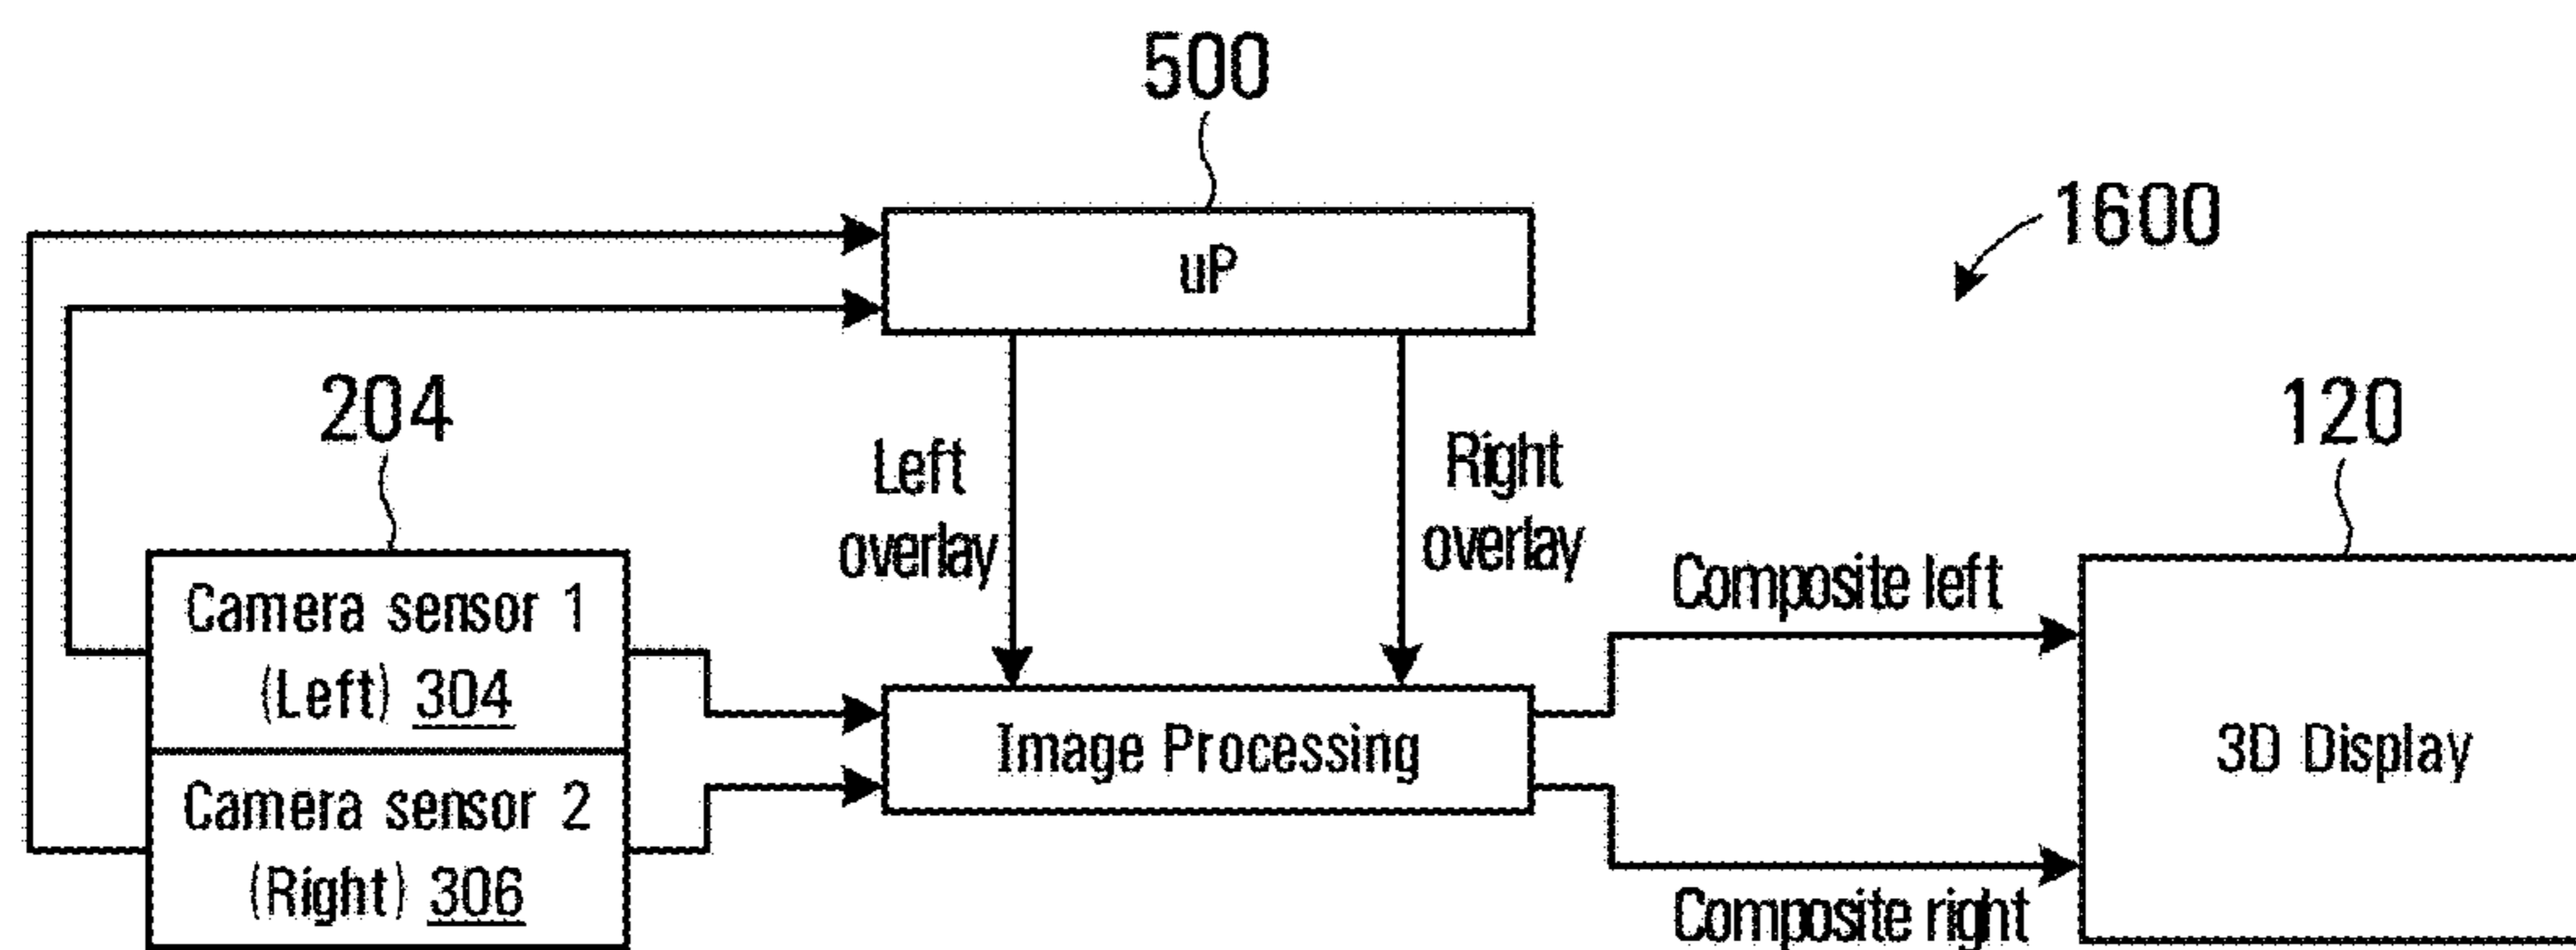 500
uP
1600
204
Left
overlay
Right
overlay
120
Camera sensor 1
(Left) 304
Camera sensor 2
(Right) 306
Image Processing
Composite left
Composite right
3D Display